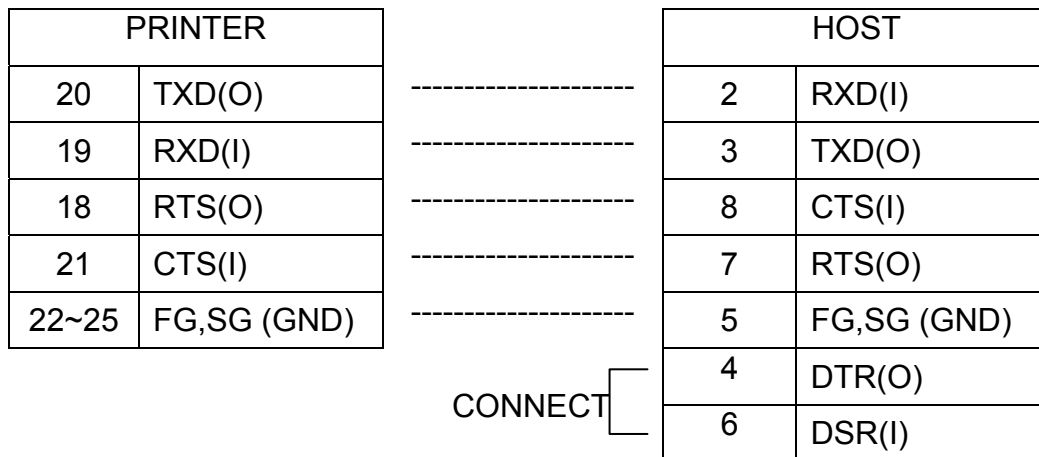 PRINTER HOST
20 TXD(O) --------------------- 2 RXD(I)
19 RXD(I) --------------------- 3 TXD(O)
18 RTS(O) --------------------- 8 CTS(I)
21 CTS(I) --------------------- 7 RTS(O)
22~25 FG,SG (GND) --------------------- 5 FG,SG (GND)
4 DTR(O)
CONNECT
6 DSR(I)